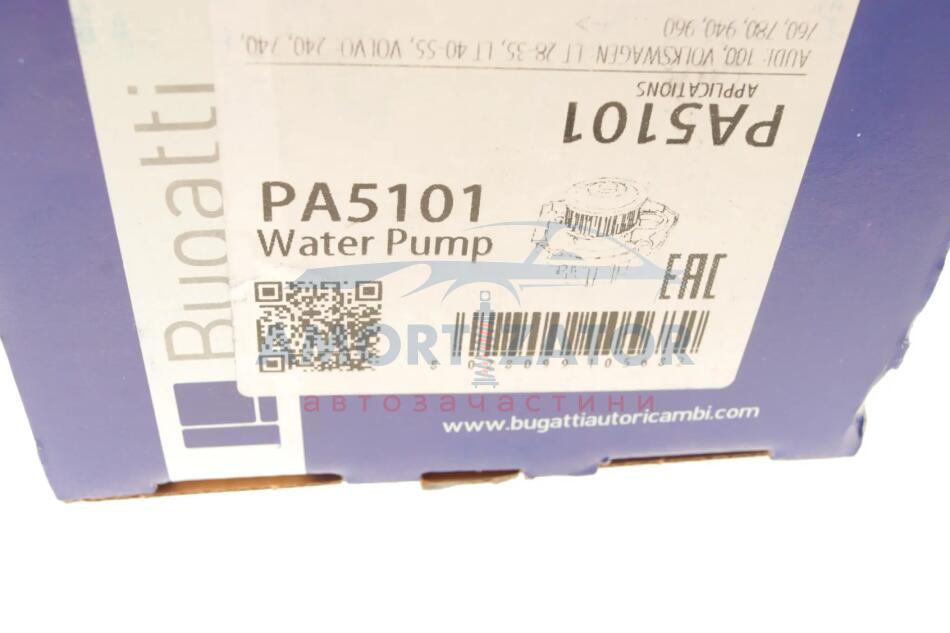 760, 780, 940, 960
AUDI: 100, VOLKSWAGEN: LT 28-35, LT 40-55, VOLVO: 240, 740,
APPLICATIONS
PA5101
Bugatti
PA5101
Water Pump
EAC
AMORTIZATOR
автозачастини
www.bugattiautoricambi.com